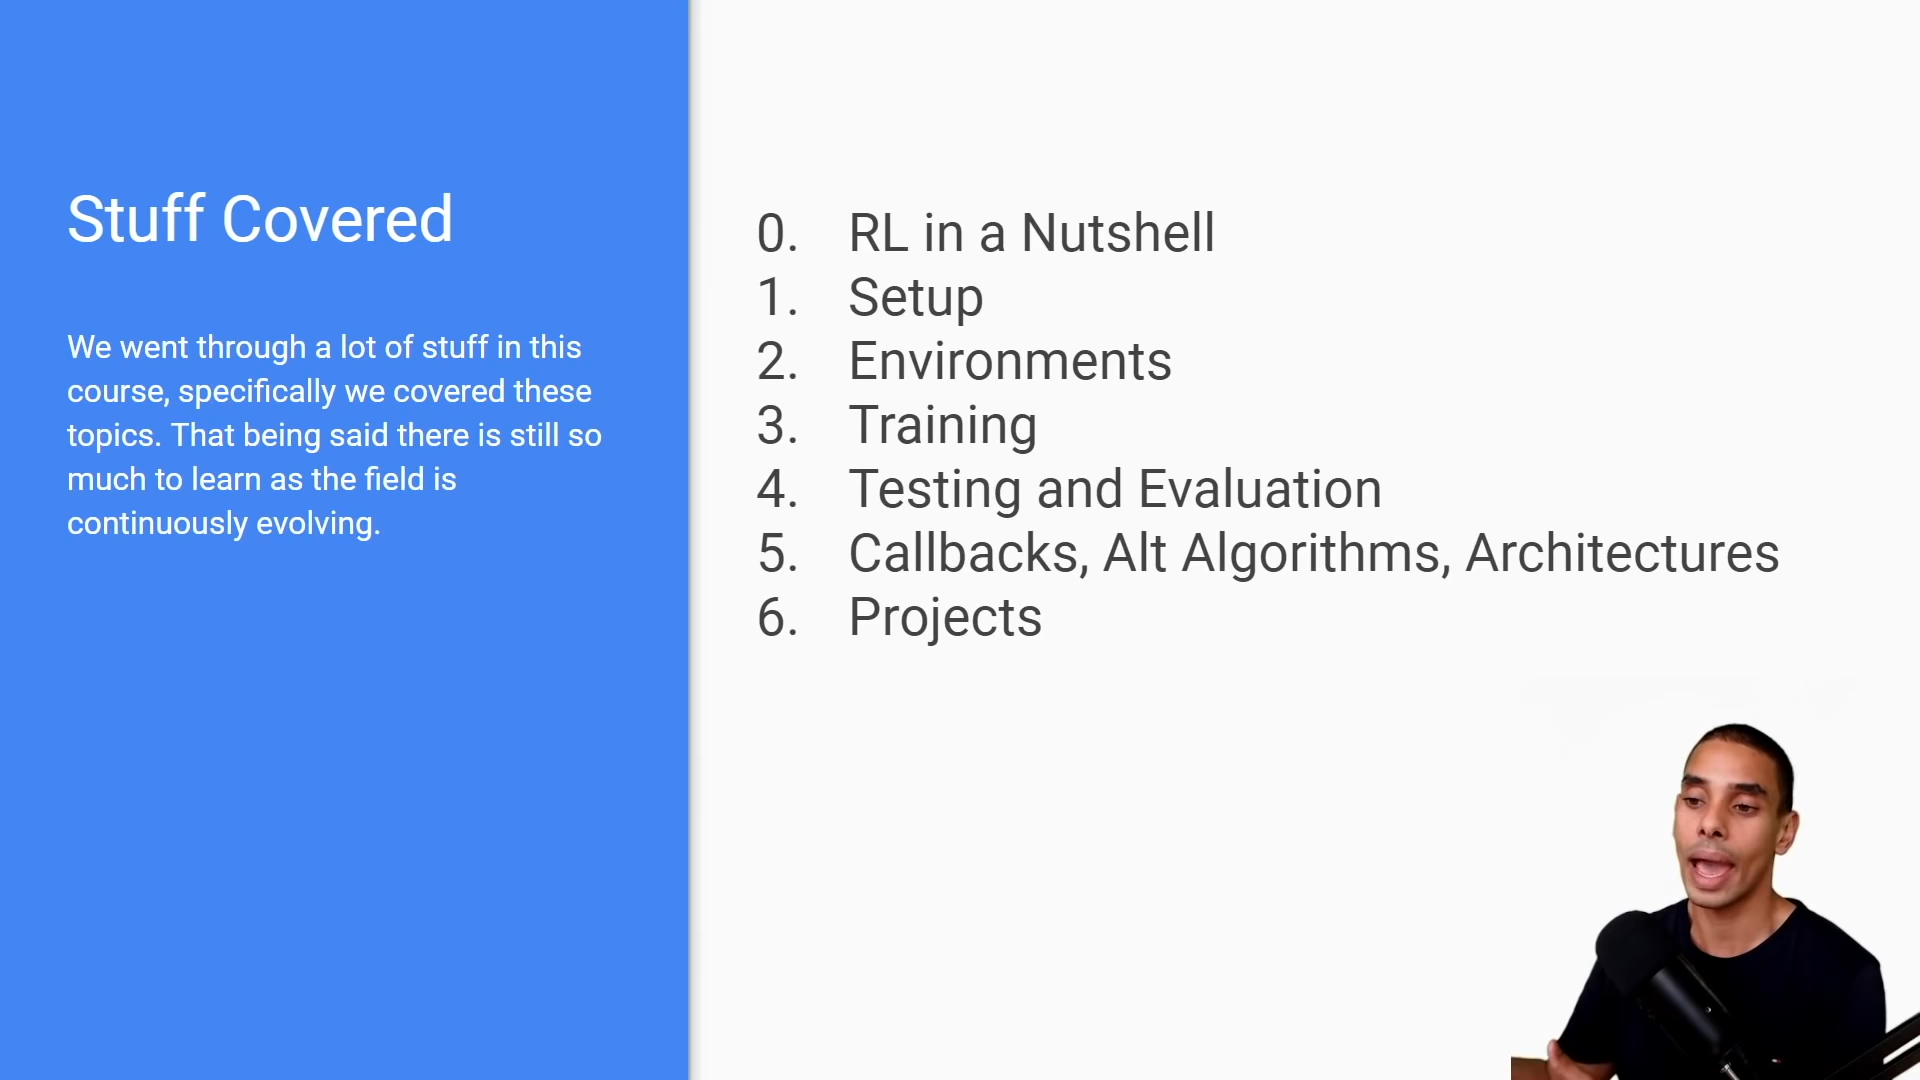 Stuff Covered
We went through a lot of stuff in this
course, specifically we covered these
topics. That being said there is still so
much to learn as the field is
continuously evolving.
0. RL in a Nutshell
1. Setup
2. Environments
3. Training
4. Testing and Evaluation
5. Callbacks, Alt Algorithms, Architectures
6. Projects